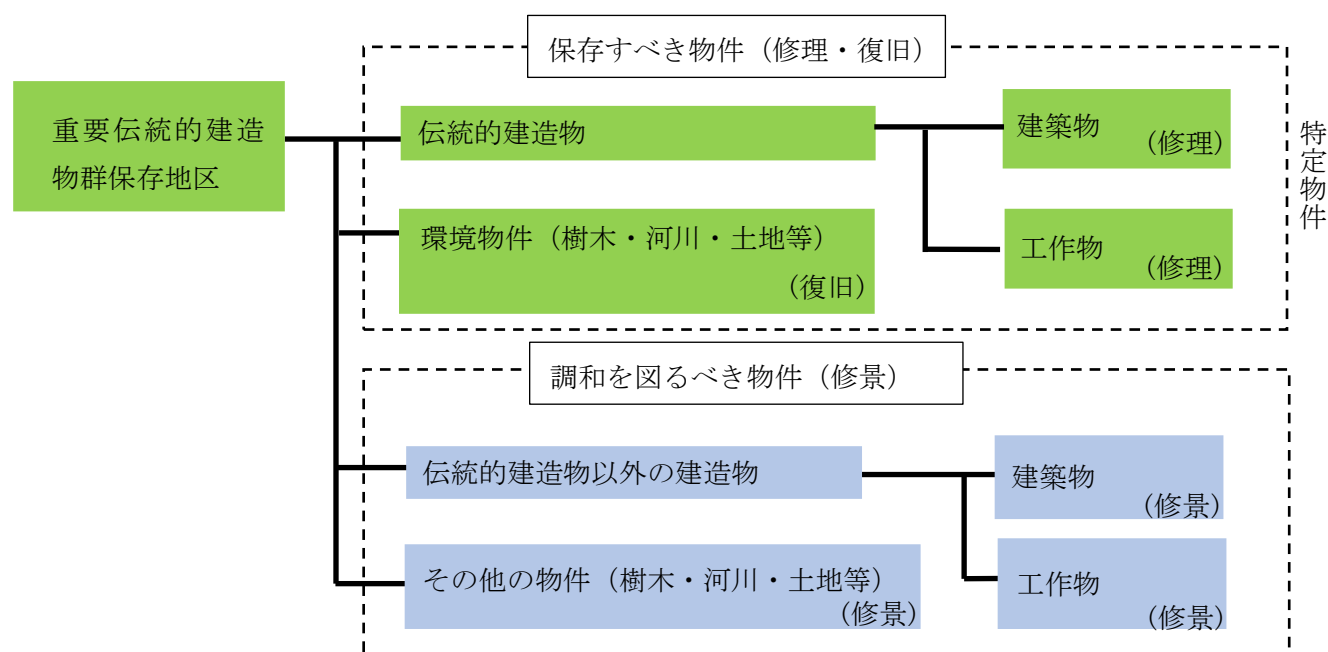 保存すべき物件（修理・復旧）
重要伝統的建造
物群保存地区
伝統的建造物
建築物
（修理）
工作物
（修理）
環境物件（樹木・河川・土地等）
（復旧）
特定物件
調和を図るべき物件（修景）
伝統的建造物以外の建造物
建築物
（修景）
工作物
（修景）
その他の物件（樹木・河川・土地等）
（修景）